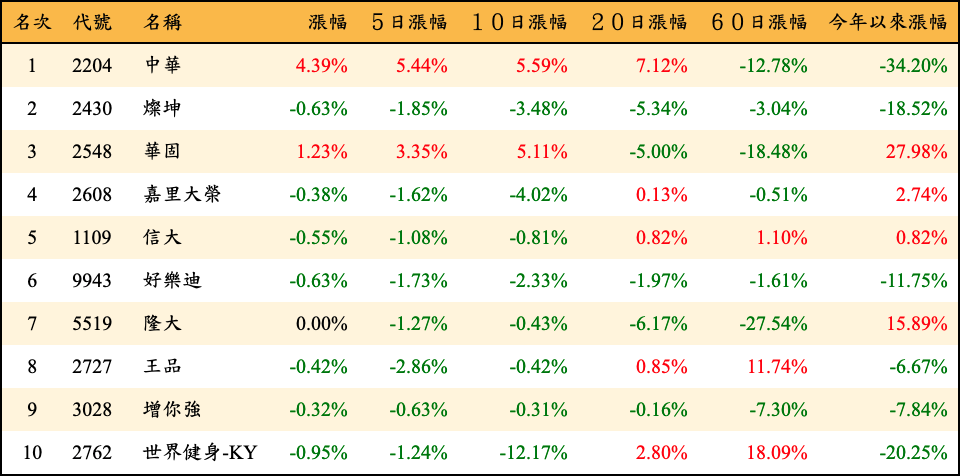 名次 代號 名稱 漲幅 ５日漲幅 １０日漲幅 ２０日漲幅 ６０日漲幅 今年以來漲幅
1 2204 中華 4.39% 5.44% 5.59% 7.12% -12.78% -34.20%
2 2430 燦坤 -0.63% -1.85% -3.48% -5.34% -3.04% -18.52%
3 2548 華固 1.23% 3.35% 5.11% -5.00% -18.48% 27.98%
4 2608 嘉里大榮 -0.38% -1.62% -4.02% 0.13% -0.51% 2.74%
5 1109 信大 -0.55% -1.08% -0.81% 0.82% 1.10% 0.82%
6 9943 好樂迪 -0.63% -1.73% -2.33% -1.97% -1.61% -11.75%
7 5519 隆大 0.00% -1.27% -0.43% -6.17% -27.54% 15.89%
8 2727 王品 -0.42% -2.86% -0.42% 0.85% 11.74% -6.67%
9 3028 增你強 -0.32% -0.63% -0.31% -0.16% -7.30% -7.84%
10 2762 世界健身-KY -0.95% -1.24% -12.17% 2.80% 18.09% -20.25%